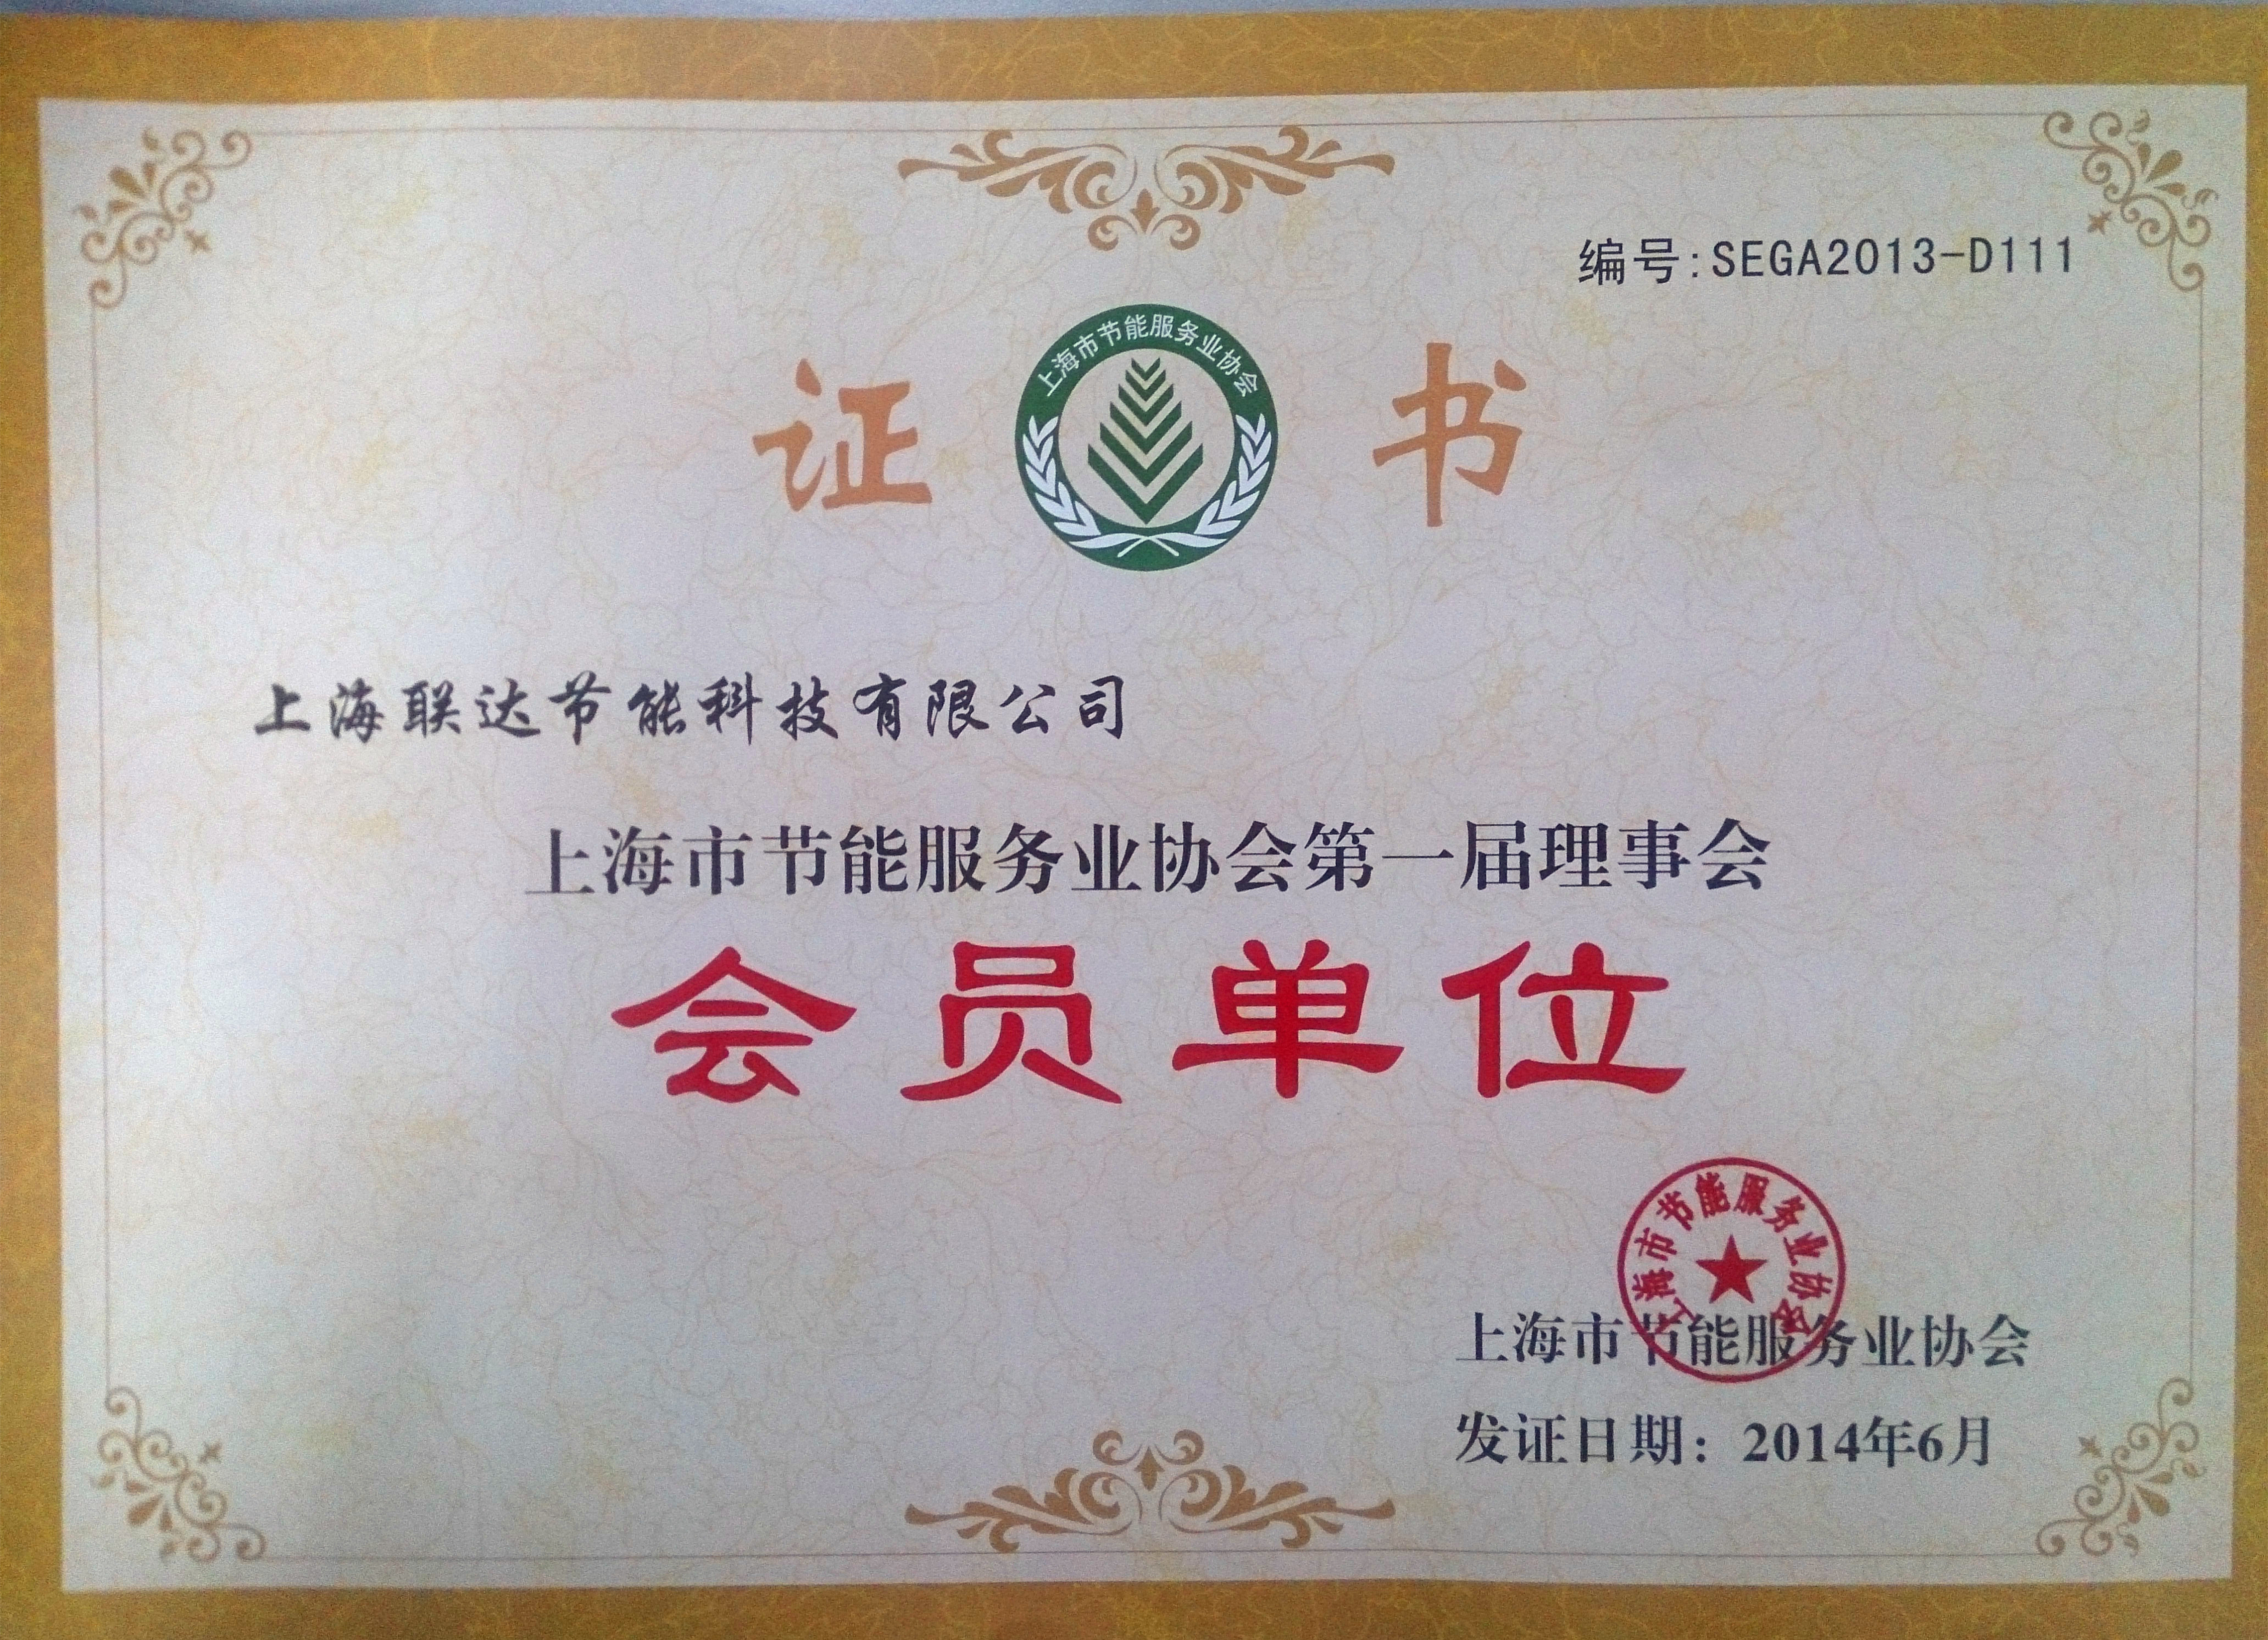 编号:SEGA2013-D111
上海市节能服务业协会
证书
上海联达节能科技有限公司
上海市节能服务业协会第一届理事会
会员单位
上海市节能服务业协会
上海市节能服务业协会
发证日期：2014年6月